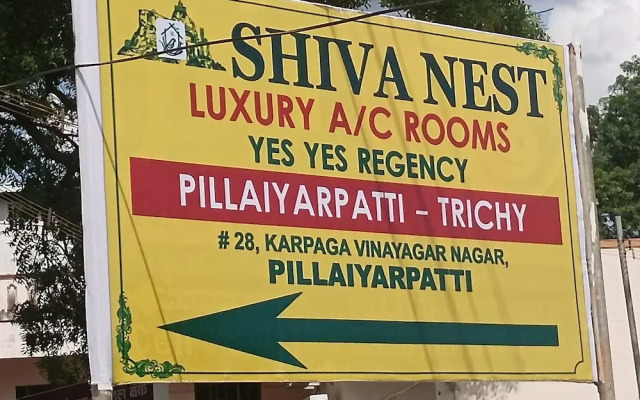 SHIVA NEST
LUXURY A/C ROOMS
YES YES REGENCY
PILLAIYARPATTI - TRICHY
# 28, KARPAGA VINAYAGAR NAGAR,
PILLAIYARPATTI